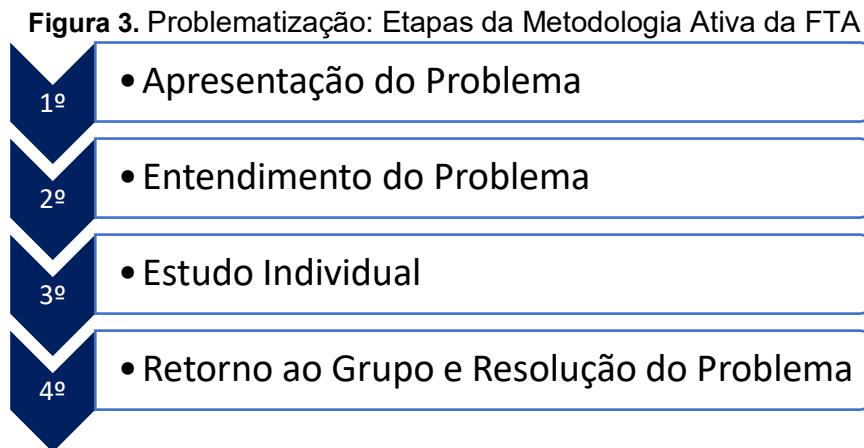 Figura 3. Problematização: Etapas da Metodologia Ativa da FTA
1º • Apresentação do Problema
2º • Entendimento do Problema
3º • Estudo Individual
4º • Retorno ao Grupo e Resolução do Problema